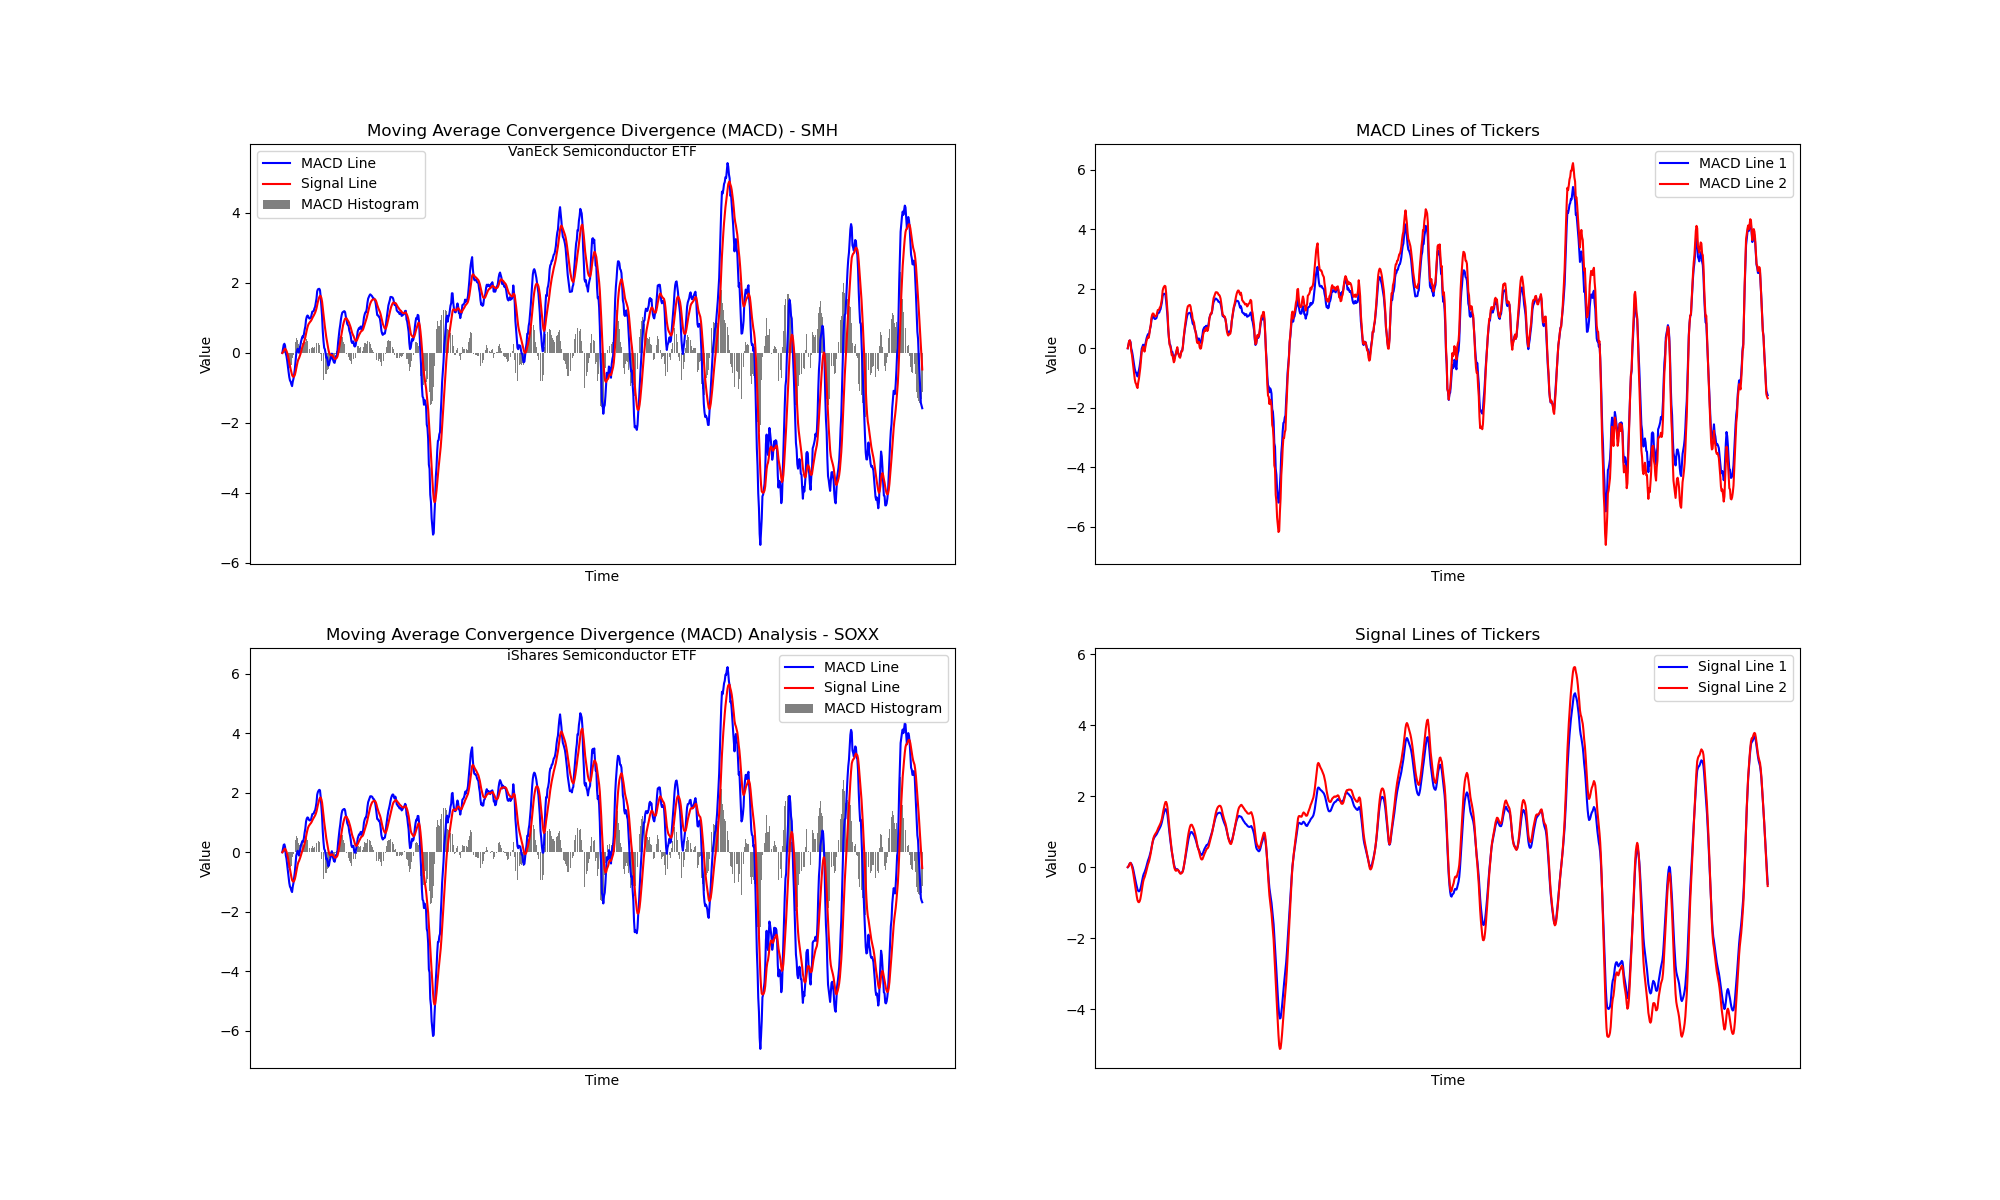 Moving Average Convergence Divergence (MACD) - SMH
VanEck Semiconductor ETF
MACD Line
Signal Line
MACD Histogram
4
2
0
−2
−4
−6
Value
Time
MACD Lines of Tickers
MACD Line 1
MACD Line 2
6
4
2
0
−2
−4
−6
Value
Time
Moving Average Convergence Divergence (MACD) Analysis - SOXX
iShares Semiconductor ETF
MACD Line
Signal Line
MACD Histogram
6
4
2
0
−2
−4
−6
Value
Time
Signal Lines of Tickers
Signal Line 1
Signal Line 2
6
4
2
0
−2
−4
Value
Time